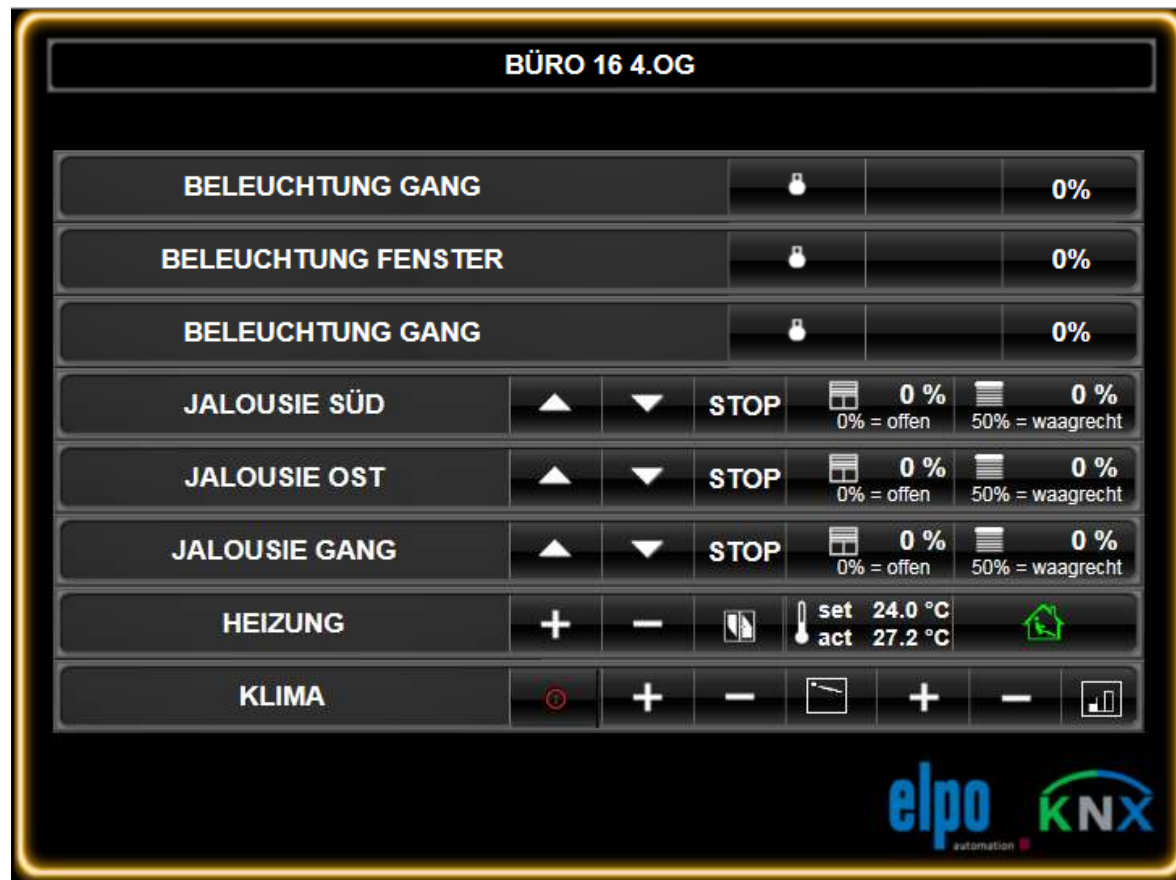 BÜRO 16 4.OG
BELEUCHTUNG GANG 0%
BELEUCHTUNG FENSTER 0%
BELEUCHTUNG GANG 0%
JALOUSIE SÜD STOP 0 % 0 %
0% = offen 50% = waagrecht
JALOUSIE OST STOP 0 % 0 %
0% = offen 50% = waagrecht
JALOUSIE GANG STOP 0 % 0 %
0% = offen 50% = waagrecht
HEIZUNG + − set 24.0 °C
act 27.2 °C
KLIMA + − + −
elpo
automation
KNX